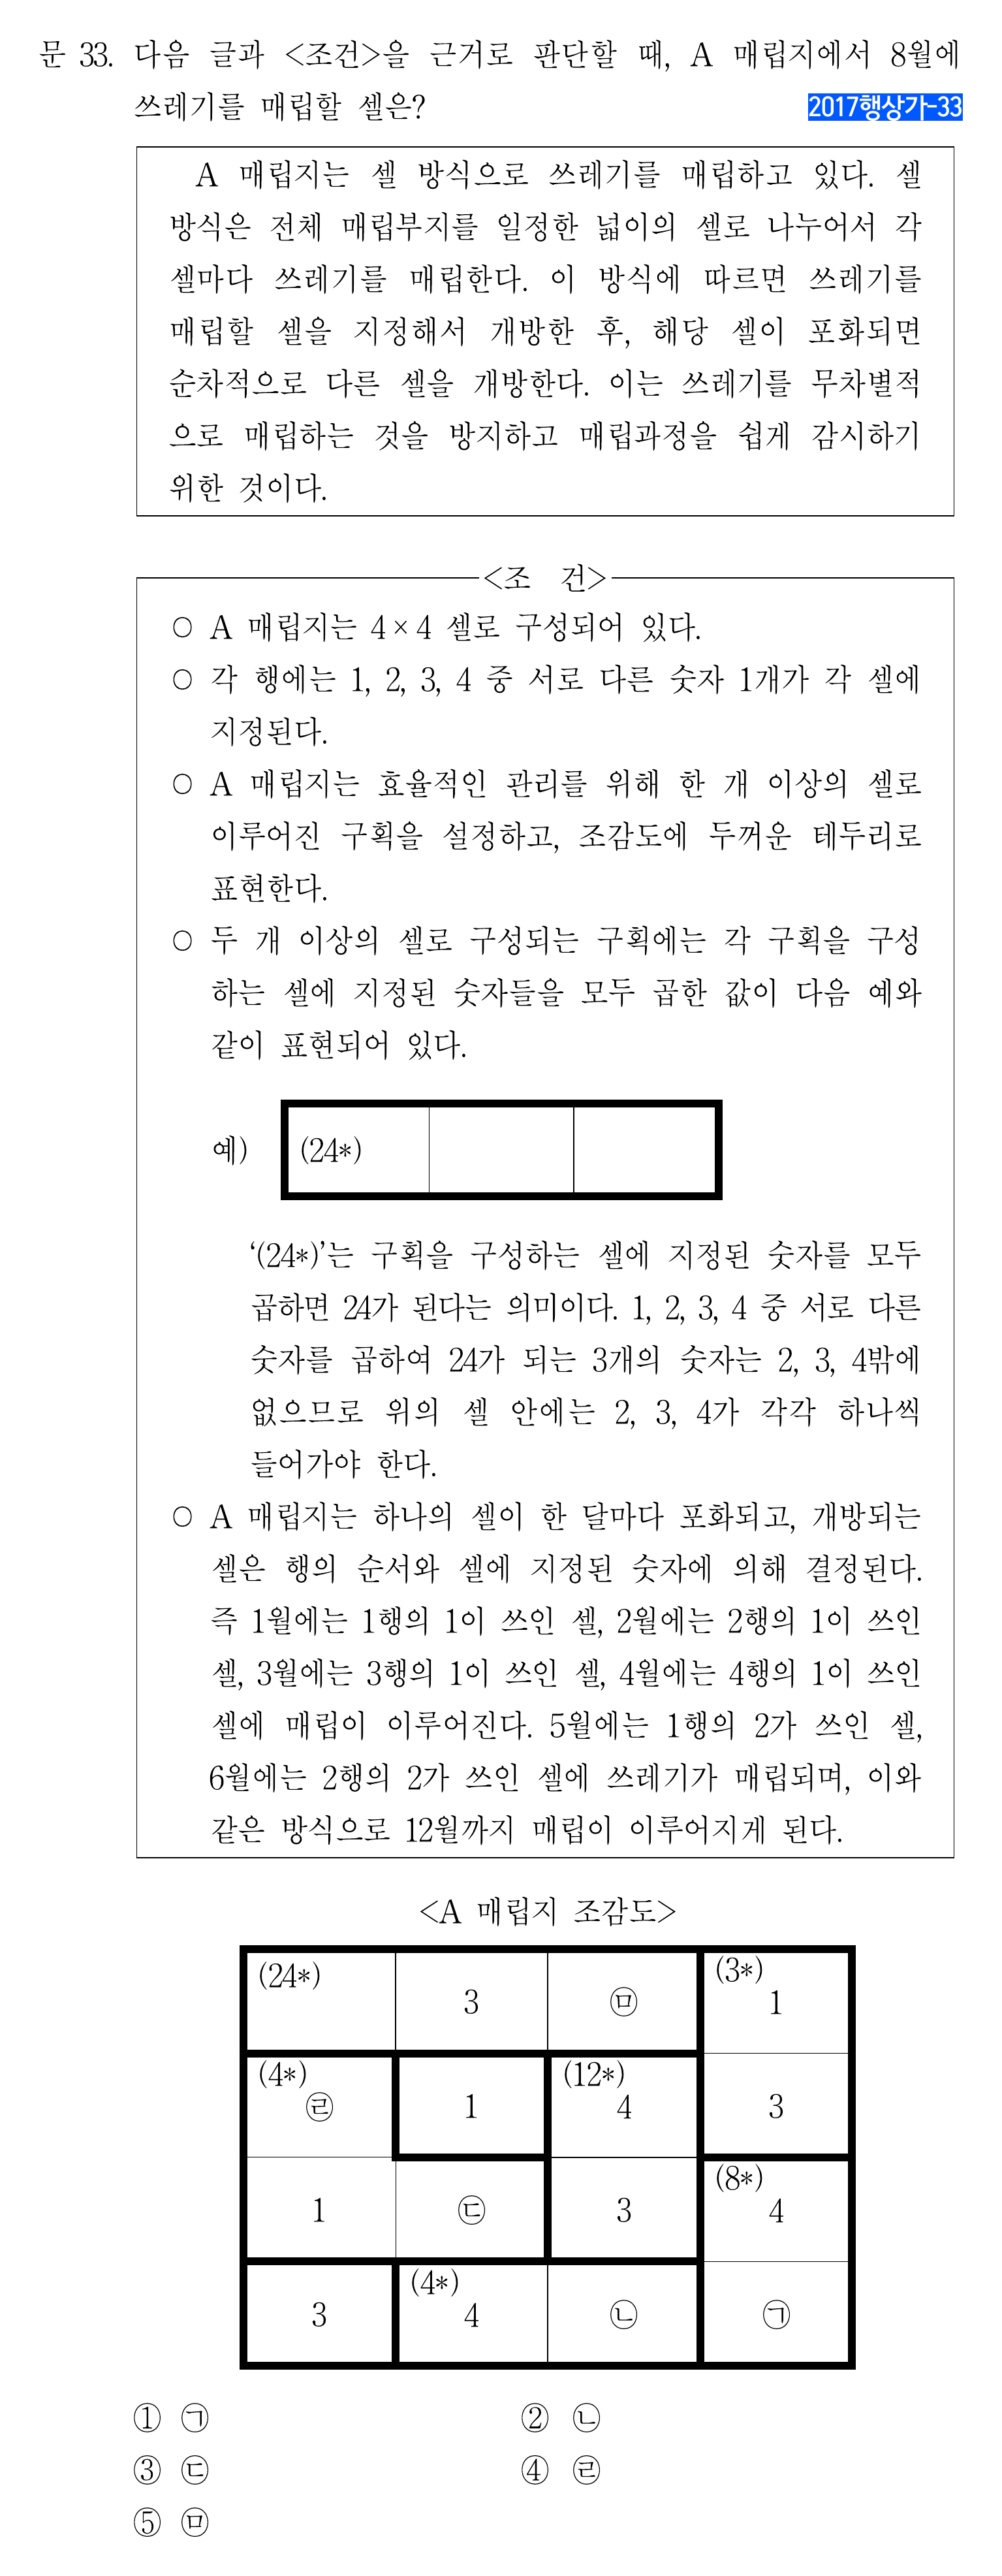 문 33. 다음 글과 <조건>을 근거로 판단할 때, A 매립지에서 8월에
쓰레기를 매립할 셀은?
2017행상가-33
A 매립지는 셀 방식으로 쓰레기를 매립하고 있다. 셀
방식은 전체 매립부지를 일정한 넓이의 셀로 나누어서 각
셀마다 쓰레기를 매립한다. 이 방식에 따르면 쓰레기를
매립할 셀을 지정해서 개방한 후, 해당 셀이 포화되면
순차적으로 다른 셀을 개방한다. 이는 쓰레기를 무차별적
으로 매립하는 것을 방지하고 매립과정을 쉽게 감시하기
위한 것이다.
<조 건>
○ A 매립지는 4×4 셀로 구성되어 있다.
○ 각 행에는 1, 2, 3, 4 중 서로 다른 숫자 1개가 각 셀에
지정된다.
○ A 매립지는 효율적인 관리를 위해 한 개 이상의 셀로
이루어진 구획을 설정하고, 조감도에 두꺼운 테두리로
표현한다.
○ 두 개 이상의 셀로 구성되는 구획에는 각 구획을 구성
하는 셀에 지정된 숫자들을 모두 곱한 값이 다음 예와
같이 표현되어 있다.
예) (24*)
‘(24*)’는 구획을 구성하는 셀에 지정된 숫자를 모두
곱하면 24가 된다는 의미이다. 1, 2, 3, 4 중 서로 다른
숫자를 곱하여 24가 되는 3개의 숫자는 2, 3, 4밖에
없으므로 위의 셀 안에는 2, 3, 4가 각각 하나씩
들어가야 한다.
○ A 매립지는 하나의 셀이 한 달마다 포화되고, 개방되는
셀은 행의 순서와 셀에 지정된 숫자에 의해 결정된다.
즉 1월에는 1행의 1이 쓰인 셀, 2월에는 2행의 1이 쓰인
셀, 3월에는 3행의 1이 쓰인 셀, 4월에는 4행의 1이 쓰인
셀에 매립이 이루어진다. 5월에는 1행의 2가 쓰인 셀,
6월에는 2행의 2가 쓰인 셀에 쓰레기가 매립되며, 이와
같은 방식으로 12월까지 매립이 이루어지게 된다.
<A 매립지 조감도>
(24*) (3*)
3 ㉤ 1
(4*) (12*)
㉣ 1 4 3
(8*)
1 ㉢ 3 4
(4*)
3 4 ㉡ ㉠
① ㉠ ② ㉡
③ ㉢ ④ ㉣
⑤ ㉤